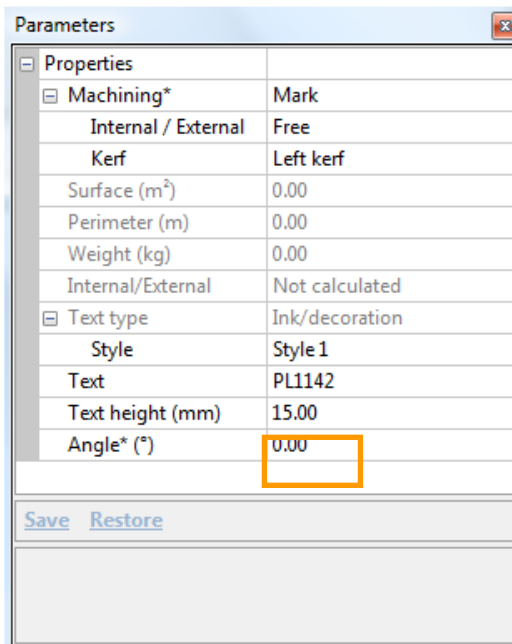 Parameters
Properties
Machining* Mark
Internal / External Free
Kerf Left kerf
Surface (m²) 0.00
Perimeter (m) 0.00
Weight (kg) 0.00
Internal/External Not calculated
Text type Ink/decoration
Style Style 1
Text PL1142
Text height (mm) 15.00
Angle* (°) 0.00
Save Restore